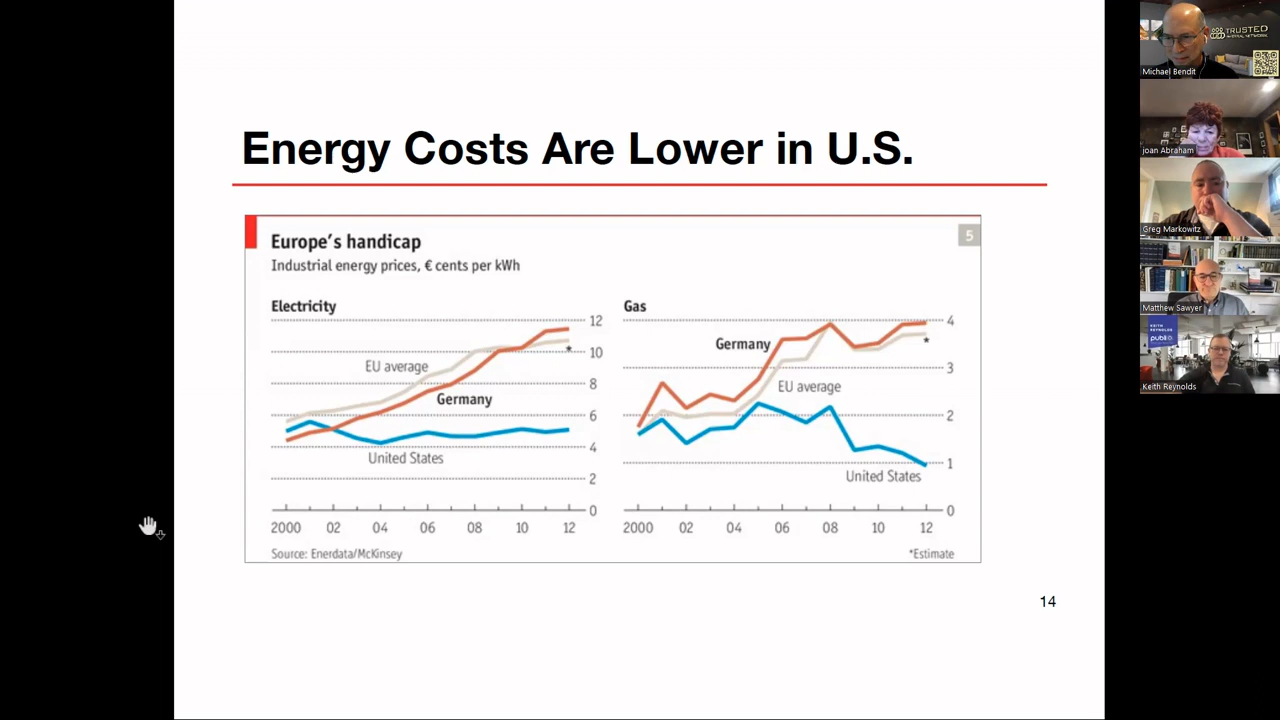 Energy Costs Are Lower in U.S.
Europe's handicap
5
Industrial energy prices, € cents per kWh
Electricity
12
10
8
6
4
2
0
EU average
Germany
United States
2000 02 04 06 08 10 12
*
Gas
4
3
2
1
0
Germany
EU average
United States
2000 02 04 06 08 10 12
*
Source: Enerdata/McKinsey
*Estimate
14
TRUSTED
Michael Bendit
joan Abraham
Greg Markowitz
Matthew Sawyer
KEITH
REYNOLDS
Keith Reynolds